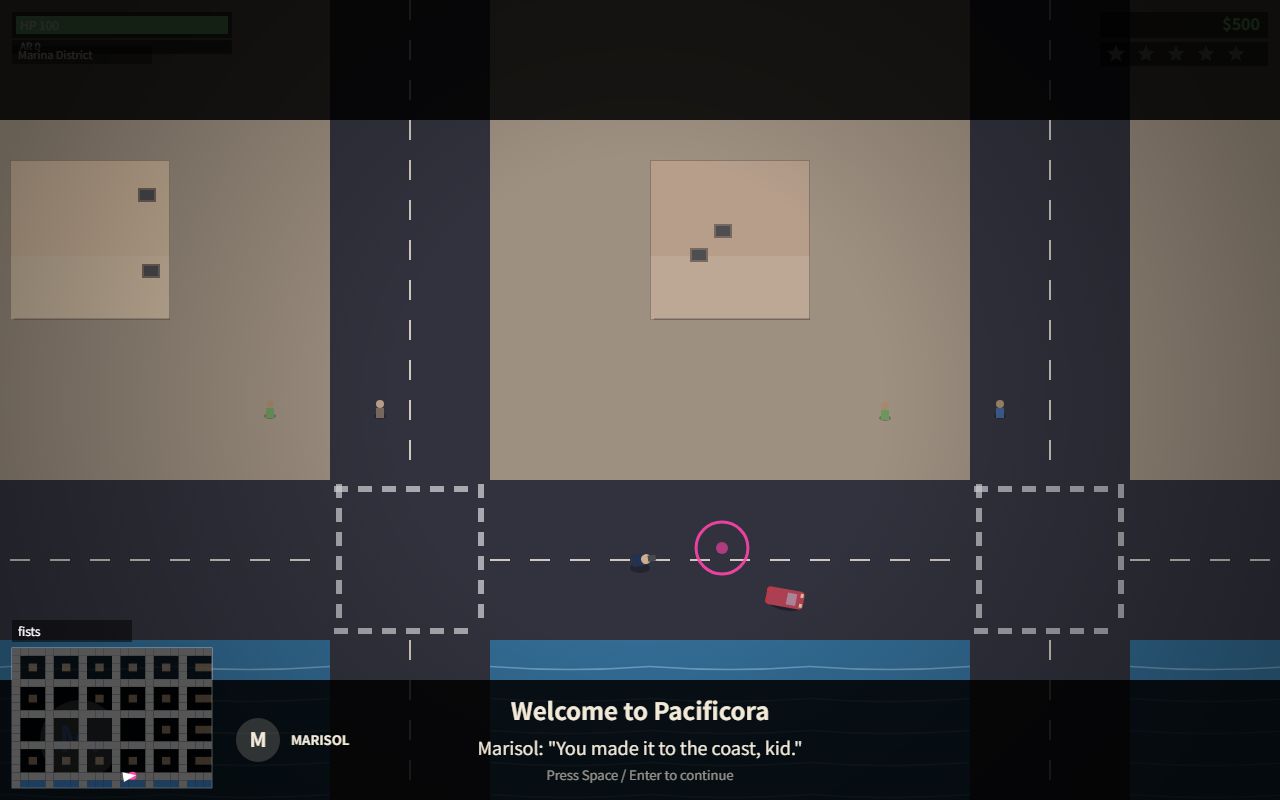 HP 100
$500
AR 0
Marina District
fists
Welcome to Pacificora
M
MARISOL
Marisol: "You made it to the coast, kid."
Press Space / Enter to continue